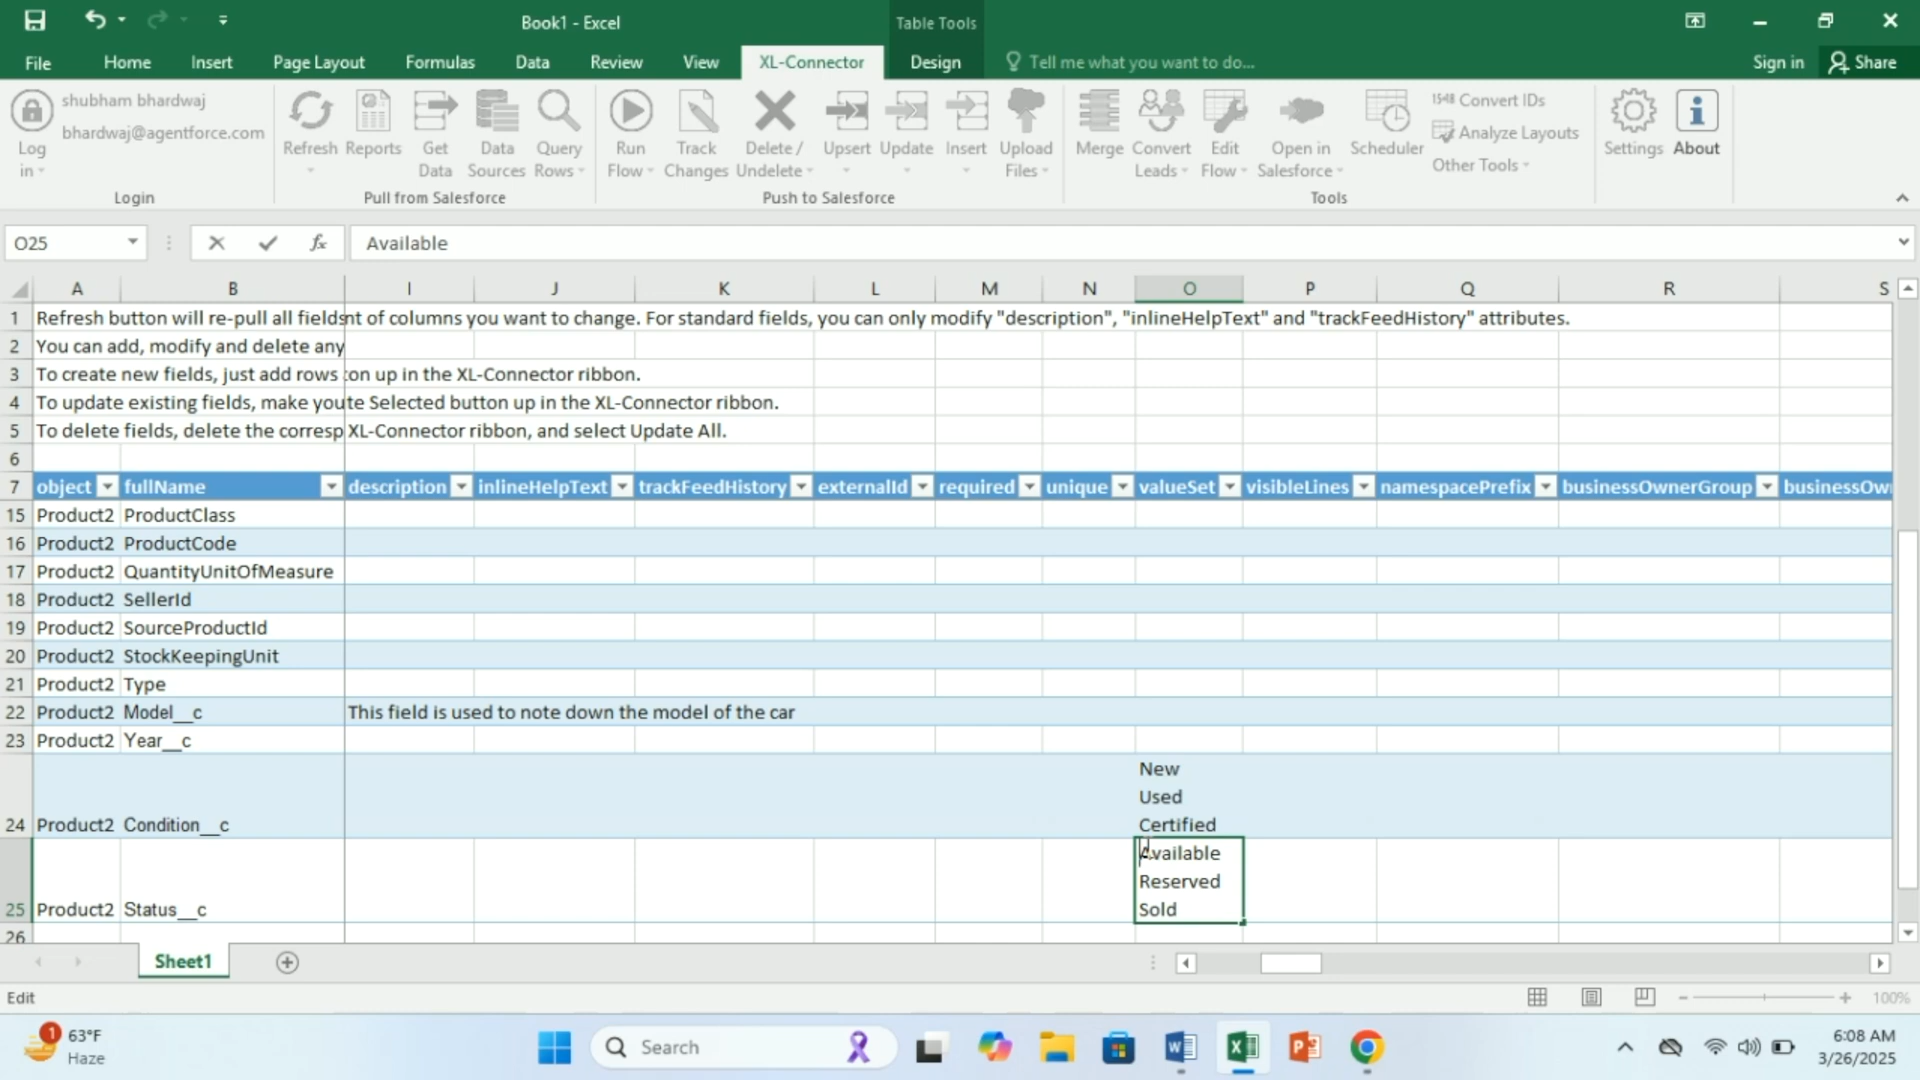 Book1 - Excel
Table Tools
File
Home
Insert
Page Layout
Formulas
Data
Review
View
XL-Connector
Design
Tell me what you want to do...
Sign in
Share
shubham bhardwaj
bhardwaj@agentforce.com
Log in
Refresh
Reports
Get Data
Data Sources
Query Rows
Run Flow
Track Changes
Delete / Undelete
Upsert
Update
Insert
Upload Files
Merge
Convert Leads
Edit Flow
Open in Salesforce
Scheduler
1548 Convert IDs
Analyze Layouts
Other Tools
Settings
About
Login
Pull from Salesforce
Push to Salesforce
Tools
O25
fx
Available
A B I J K L M N O P Q R S
1 Refresh button will re-pull all fields nt of columns you want to change. For standard fields, you can only modify "description", "inlineHelpText" and "trackFeedHistory" attributes.
2 You can add, modify and delete any
3 To create new fields, just add rows ton up in the XL-Connector ribbon.
4 To update existing fields, make you te Selected button up in the XL-Connector ribbon.
5 To delete fields, delete the corresp XL-Connector ribbon, and select Update All.
6
7 object fullName description inlineHelpText trackFeedHistory externalId required unique valueSet visibleLines namespacePrefix businessOwnerGroup businessOw
15 Product2 ProductClass
16 Product2 ProductCode
17 Product2 QuantityUnitOfMeasure
18 Product2 SellerId
19 Product2 SourceProductId
20 Product2 StockKeepingUnit
21 Product2 Type
22 Product2 Model__c This field is used to note down the model of the car
23 Product2 Year__c
New
Used
24 Product2 Condition__c Certified
Available
Reserved
25 Product2 Status__c Sold
26
Sheet1
Edit
100%
1
63°F
Haze
Search
6:08 AM
3/26/2025